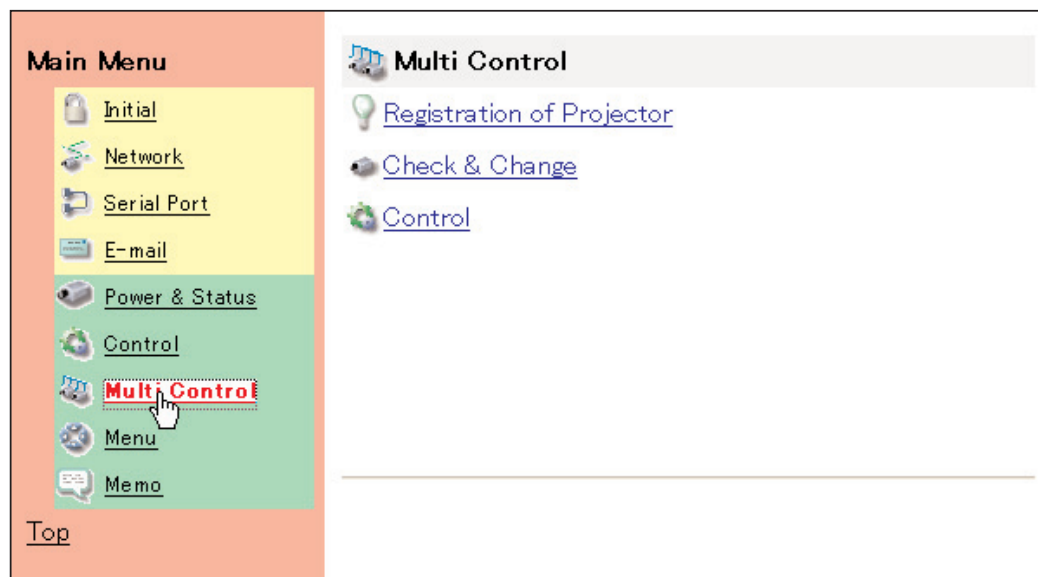 Main Menu
Initial
Network
Serial Port
E-mail
Power & Status
Control
Multi Control
Menu
Memo
Top
Multi Control
Registration of Projector
Check & Change
Control